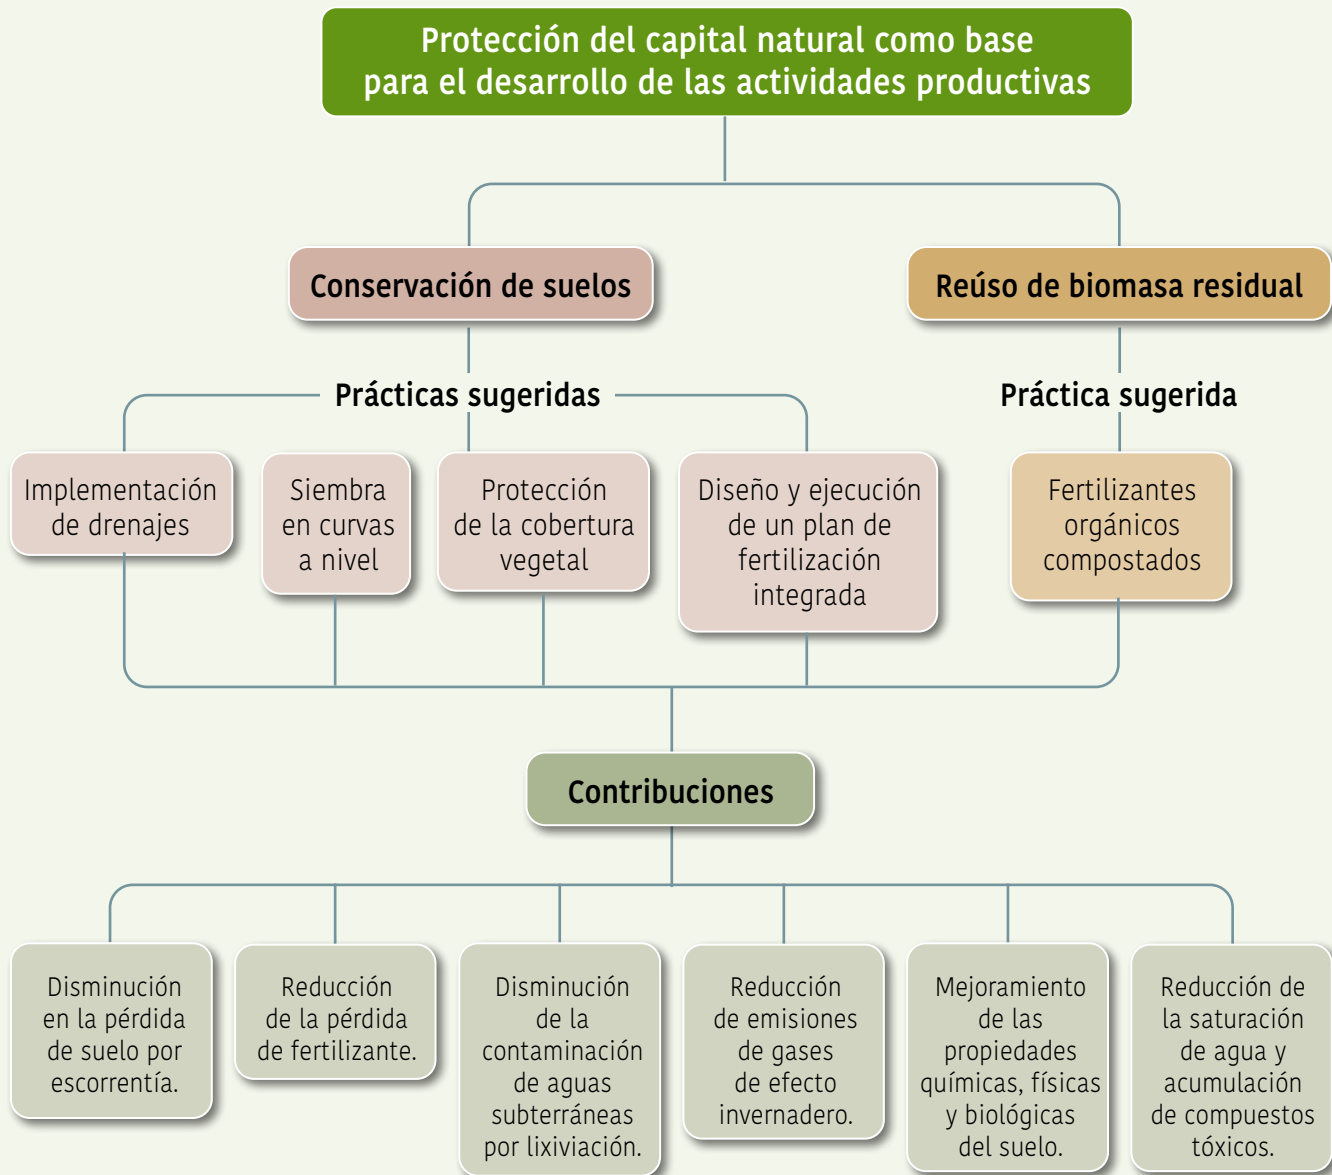 Protección del capital natural como base
para el desarrollo de las actividades productivas
Conservación de suelos
Reúso de biomasa residual
Prácticas sugeridas
Práctica sugerida
Implementación
de drenajes
Siembra
en curvas
a nivel
Protección
de la cobertura
vegetal
Diseño y ejecución
de un plan de
fertilización
integrada
Fertilizantes
orgánicos
compostados
Contribuciones
Disminución
en la pérdida
de suelo por
escorrentía.
Reducción
de la pérdida
de fertilizante.
Disminución
de la
contaminación
de aguas
subterráneas
por lixiviación.
Reducción
de emisiones
de gases
de efecto
invernadero.
Mejoramiento
de las
propiedades
químicas, físicas
y biológicas
del suelo.
Reducción de
la saturación
de agua y
acumulación
de compuestos
tóxicos.